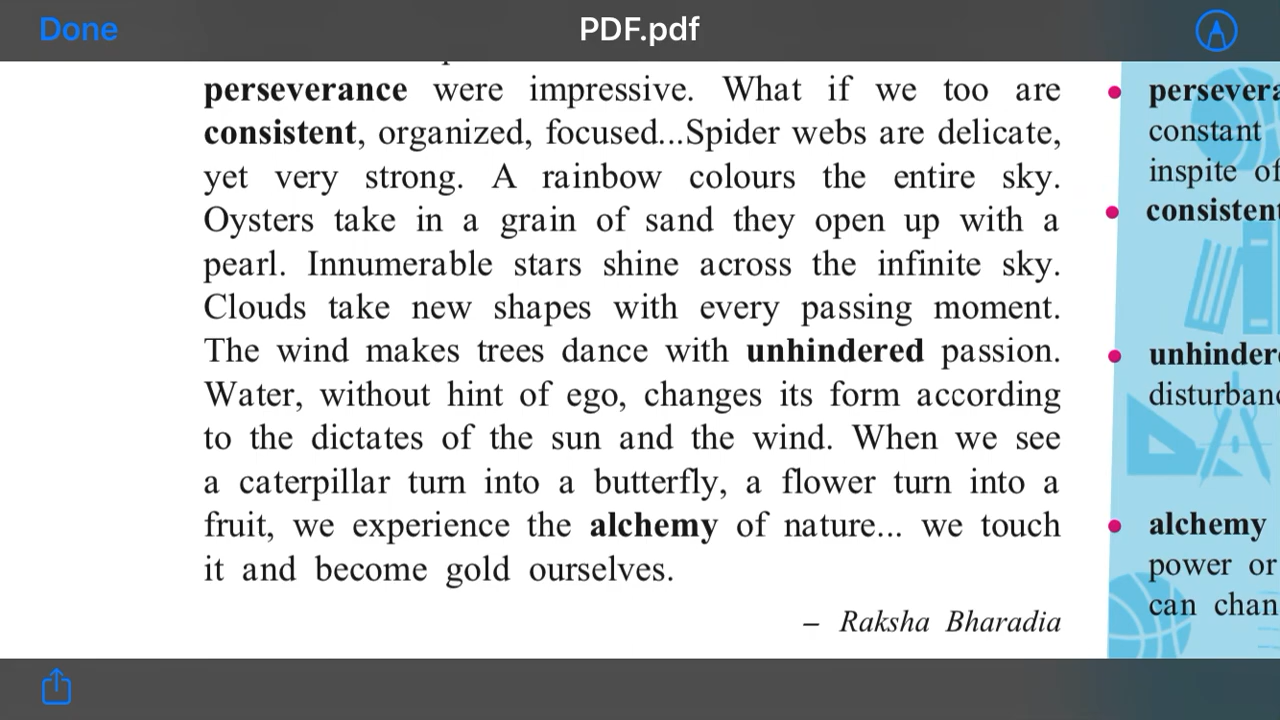 Done
PDF.pdf
perseverance were impressive. What if we too are
consistent, organized, focused...Spider webs are delicate,
yet very strong. A rainbow colours the entire sky.
Oysters take in a grain of sand they open up with a
pearl. Innumerable stars shine across the infinite sky.
Clouds take new shapes with every passing moment.
The wind makes trees dance with unhindered passion.
Water, without hint of ego, changes its form according
to the dictates of the sun and the wind. When we see
a caterpillar turn into a butterfly, a flower turn into a
fruit, we experience the alchemy of nature... we touch
it and become gold ourselves.
– Raksha Bharadia
constant
inspite of
consistent
alchemy
power or
can